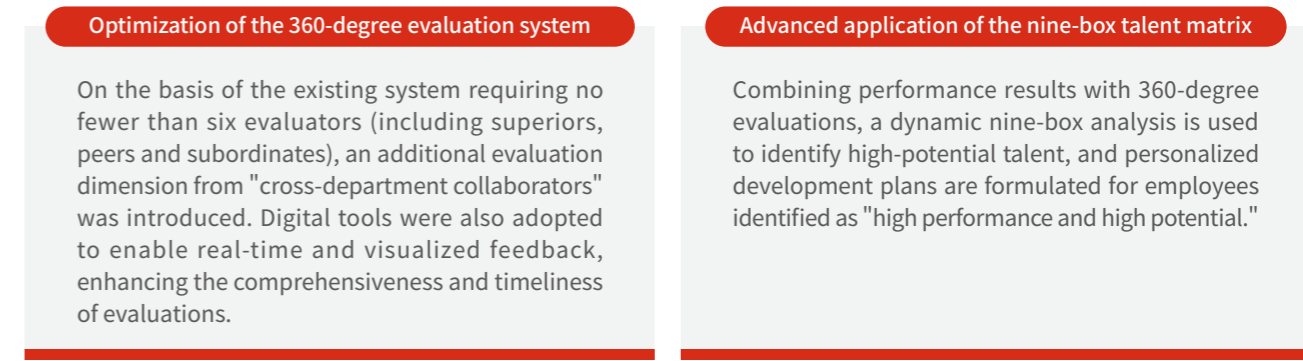 Optimization of the 360-degree evaluation system
On the basis of the existing system requiring no
fewer than six evaluators (including superiors,
peers and subordinates), an additional evaluation
dimension from "cross-department collaborators"
was introduced. Digital tools were also adopted
to enable real-time and visualized feedback,
enhancing the comprehensiveness and timeliness
of evaluations.
Advanced application of the nine-box talent matrix
Combining performance results with 360-degree
evaluations, a dynamic nine-box analysis is used
to identify high-potential talent, and personalized
development plans are formulated for employees
identified as "high performance and high potential."